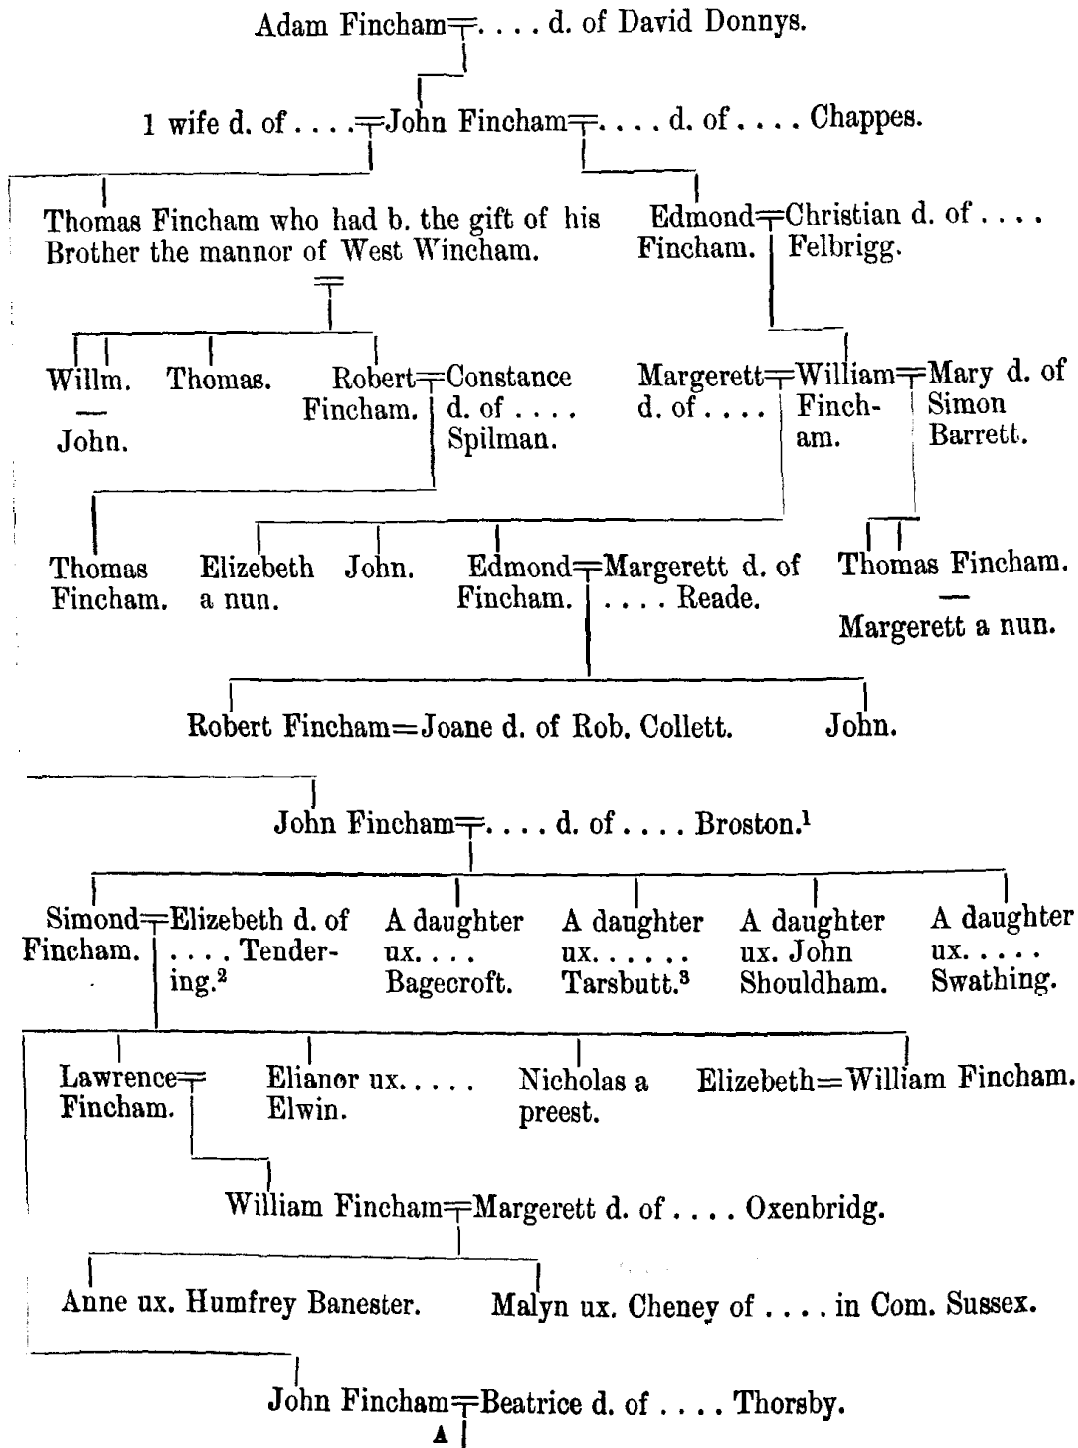 Adam Fincham=. . . . d. of David Donnys.
1 wife d. of . . . .=John Fincham=. . . . d. of . . . . Chappes.
Thomas Fincham who had b. the gift of his
Brother the mannor of West Wincham.
Edmond=Christian d. of . . . .
Fincham. Felbrigg.
Willm.
—
John.
Thomas.
Robert=Constance
Fincham. d. of . . . .
Spilman.
Margerett=William=Mary d. of
d. of . . . . Finch- Simon
am. Barrett.
Thomas
Fincham.
Elizebeth
a nun.
John.
Edmond=Margerett d. of
Fincham. . . . . Reade.
Thomas Fincham.
—
Margerett a nun.
Robert Fincham=Joane d. of Rob. Collett.
John.
John Fincham=. . . . d. of . . . . Broston.¹
Simond=Elizebeth d. of
Fincham. . . . . Tender-
ing.²
A daughter
ux. . . .
Bagecroft.
A daughter
ux. . . . . .
Tarsbutt.³
A daughter
ux. John
Shouldham.
A daughter
ux. . . . .
Swathing.
Lawrence=
Fincham.
Elianor ux. . . . .
Elwin.
Nicholas a
preest.
Elizebeth=William Fincham.
William Fincham=Margerett d. of . . . . Oxenbridg.
Anne ux. Humfrey Banester.
Malyn ux. Cheney of . . . . in Com. Sussex.
John Fincham=Beatrice d. of . . . . Thorsby.
A